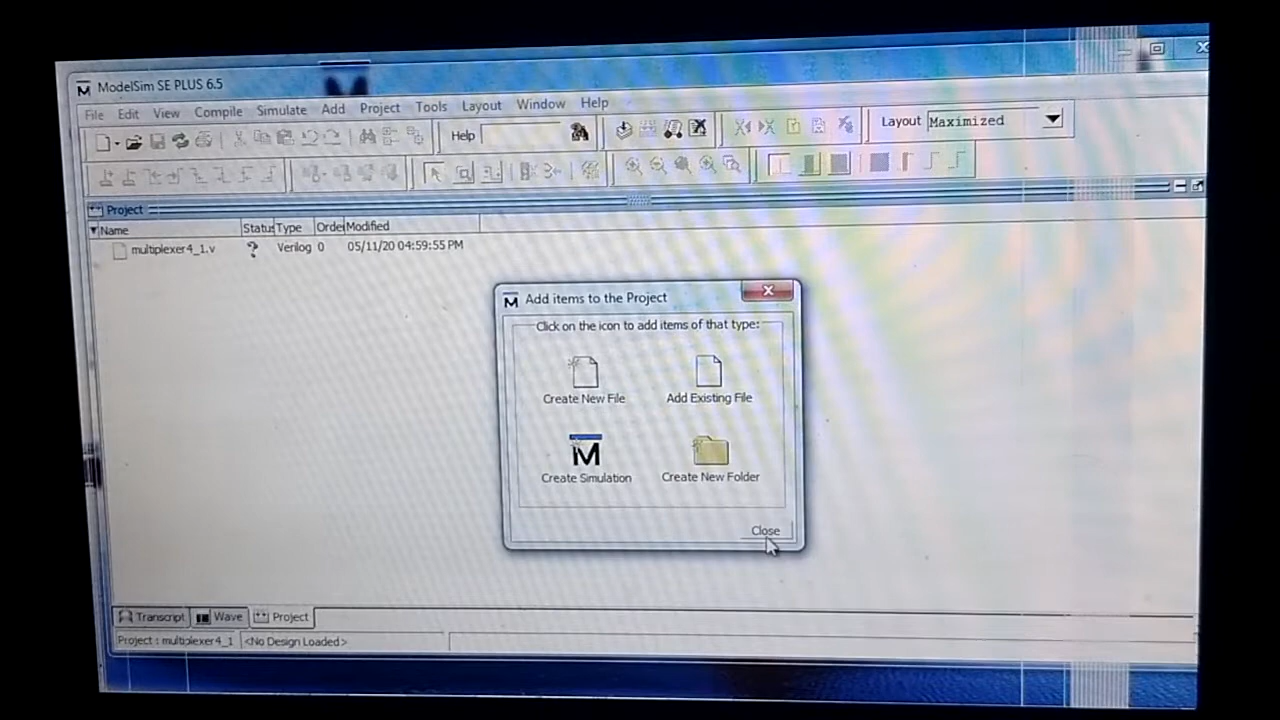 ModelSim SE PLUS 6.5
File Edit View Compile Simulate Add Project Tools Layout Window Help
Help
Layout Maximized
Project
Name Statu Type Orde Modified
multiplexer4_1.v ? Verilog 0 05/11/20 04:59:55 PM
Add items to the Project
Click on the icon to add items of that type:
Create New File Add Existing File
Create Simulation Create New Folder
Close
Transcript Wave Project
Project : multiplexer4_1 <No Design Loaded>